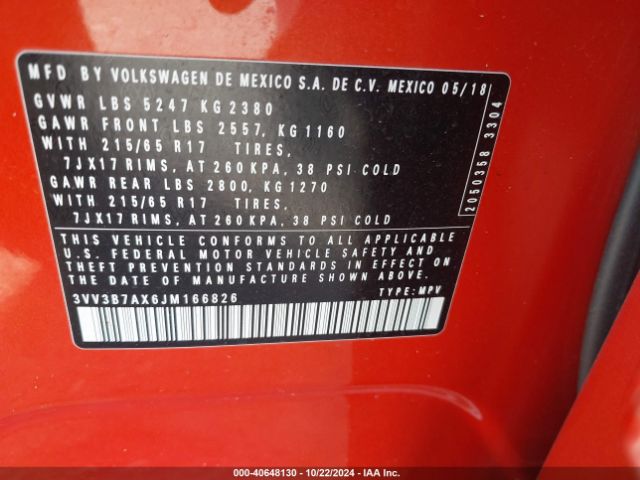 MFD BY VOLKSWAGEN DE MEXICO S.A. DE C.V. MEXICO 05/18
GVWR LBS 5247 KG 2380
GAWR FRONT LBS 2557, KG 1160
WITH 215/65 R17 TIRES,
7JX17 RIMS, AT 260 KPA, 38 PSI COLD
GAWR REAR LBS 2800, KG 1270
WITH 215/65 R17 TIRES,
7JX17 RIMS, AT 260 KPA, 38 PSI COLD
2050358 3304
THIS VEHICLE CONFORMS TO ALL APPLICABLE
U.S. FEDERAL MOTOR VEHICLE SAFETY AND
THEFT PREVENTION STANDARDS IN EFFECT ON
THE DATE OF MANUFACTURE SHOWN ABOVE.
3VV3B7AX6JM166826 TYPE: MPV
000-40648130 - 10/22/2024 - IAA Inc.